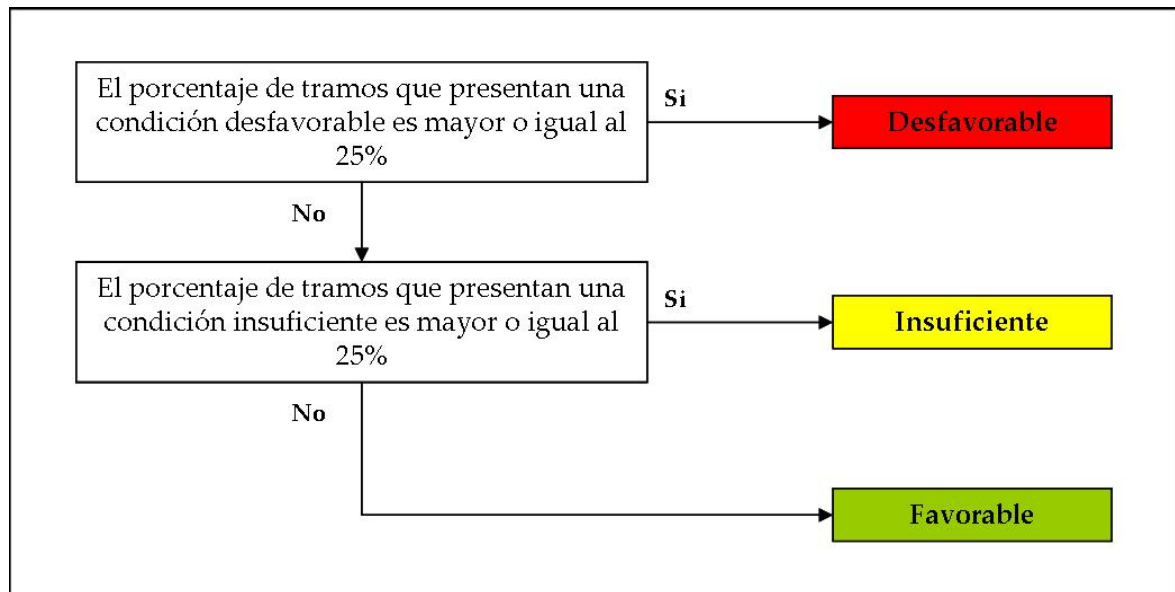 El porcentaje de tramos que presentan una
condición desfavorable es mayor o igual al
25%
Si
Desfavorable
No
El porcentaje de tramos que presentan una
condición insuficiente es mayor o igual al
25%
Si
Insuficiente
No
Favorable